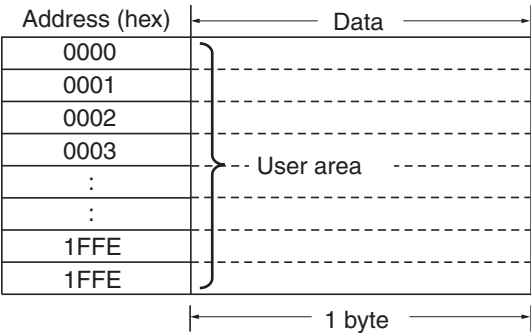 Address (hex) Data
0000
0001
0002
0003 User area
:
:
1FFE
1FFE
1 byte